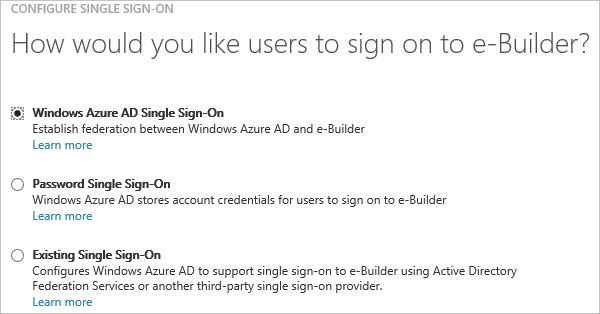 CONFIGURE SINGLE SIGN-ON
How would you like users to sign on to e-Builder?
Windows Azure AD Single Sign-On
Establish federation between Windows Azure AD and e-Builder
Learn more
Password Single Sign-On
Windows Azure AD stores account credentials for users to sign on to e-Builder
Learn more
Existing Single Sign-On
Configures Windows Azure AD to support single sign-on to e-Builder using Active Directory
Federation Services or another third-party single sign-on provider.
Learn more